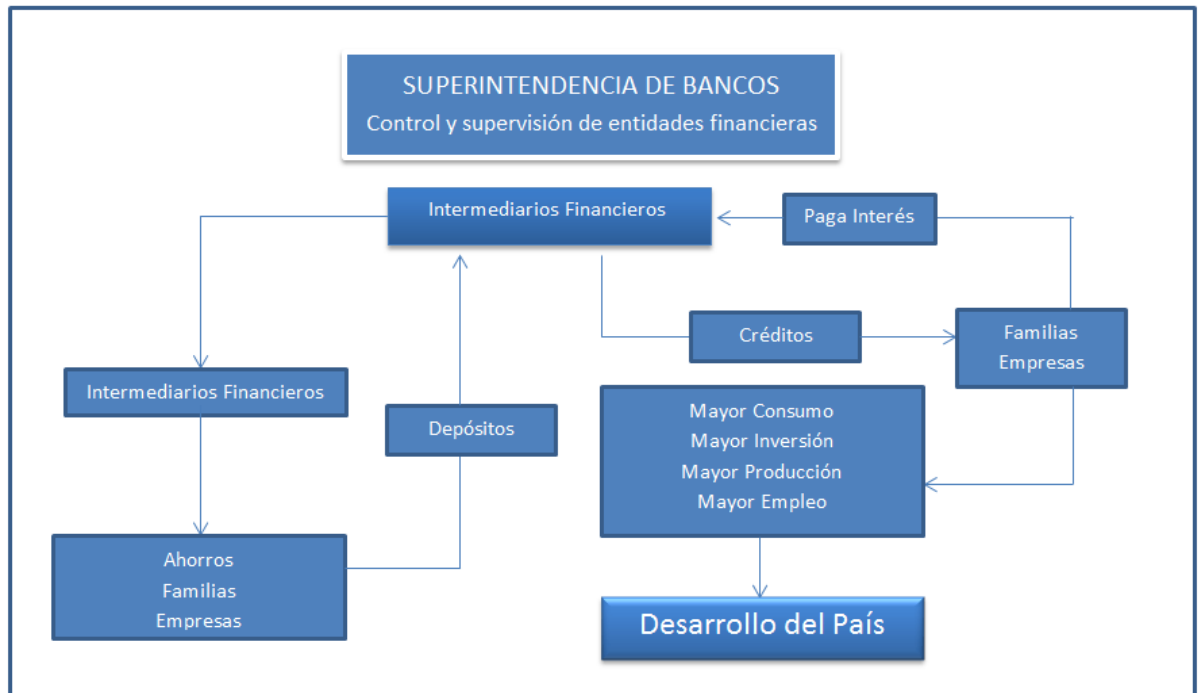 SUPERINTENDENCIA DE BANCOS
Control y supervisión de entidades financieras
Intermediarios Financieros
Paga Interés
Créditos
Familias
Empresas
Intermediarios Financieros
Depósitos
Mayor Consumo
Mayor Inversión
Mayor Producción
Mayor Empleo
Ahorros
Familias
Empresas
Desarrollo del País